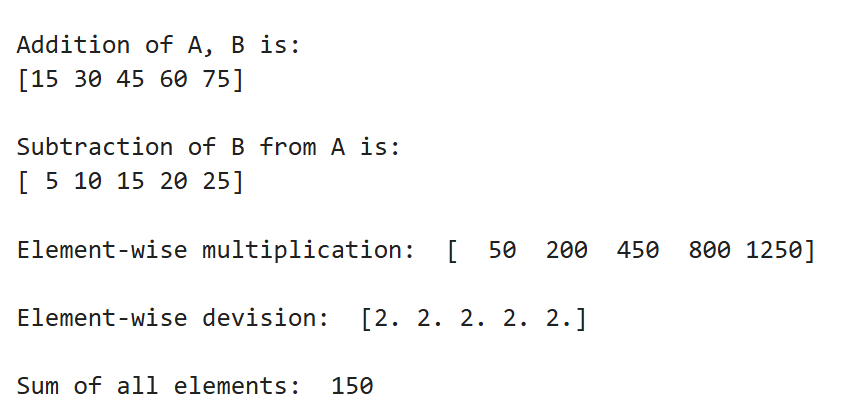 Addition of A, B is:
[15 30 45 60 75]
Subtraction of B from A is:
[ 5 10 15 20 25]
Element-wise multiplication:  [  50  200  450  800 1250]
Element-wise devision:  [2. 2. 2. 2. 2.]
Sum of all elements:  150